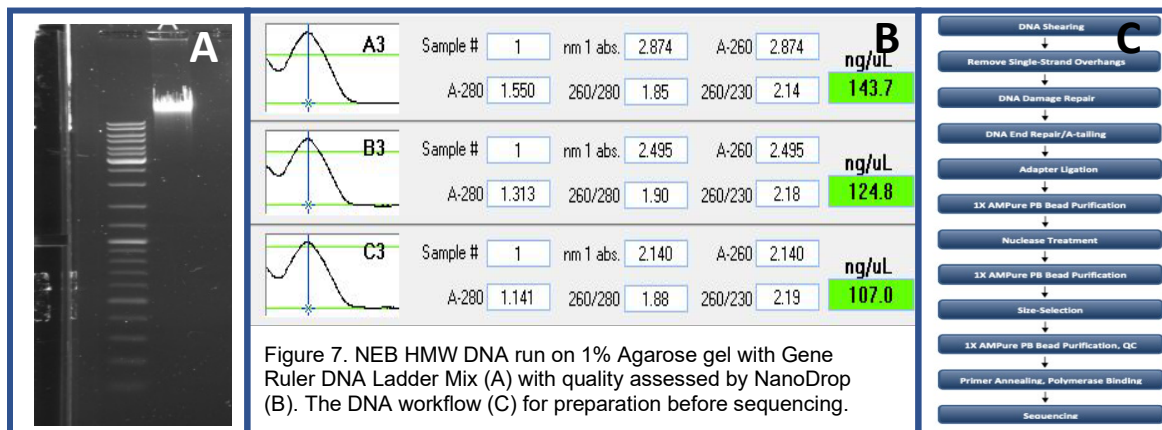 A
A3 Sample # 1 nm 1 abs. 2.874 A-260 2.874 ng/uL
A-280 1.550 260/280 1.85 260/230 2.14 143.7
B
B3 Sample # 1 nm 1 abs. 2.495 A-260 2.495 ng/uL
A-280 1.313 260/280 1.90 260/230 2.18 124.8
C3 Sample # 1 nm 1 abs. 2.140 A-260 2.140 ng/uL
A-280 1.141 260/280 1.88 260/230 2.19 107.0
Figure 7. NEB HMW DNA run on 1% Agarose gel with Gene
Ruler DNA Ladder Mix (A) with quality assessed by NanoDrop
(B). The DNA workflow (C) for preparation before sequencing.
C
DNA Shearing
Remove Single-Strand Overhangs
DNA Damage Repair
DNA End Repair/A-tailing
Adapter Ligation
1X AMPure PB Bead Purification
Nuclease Treatment
1X AMPure PB Bead Purification
Size-Selection
1X AMPure PB Bead Purification, QC
Primer Annealing, Polymerase Binding
Sequencing